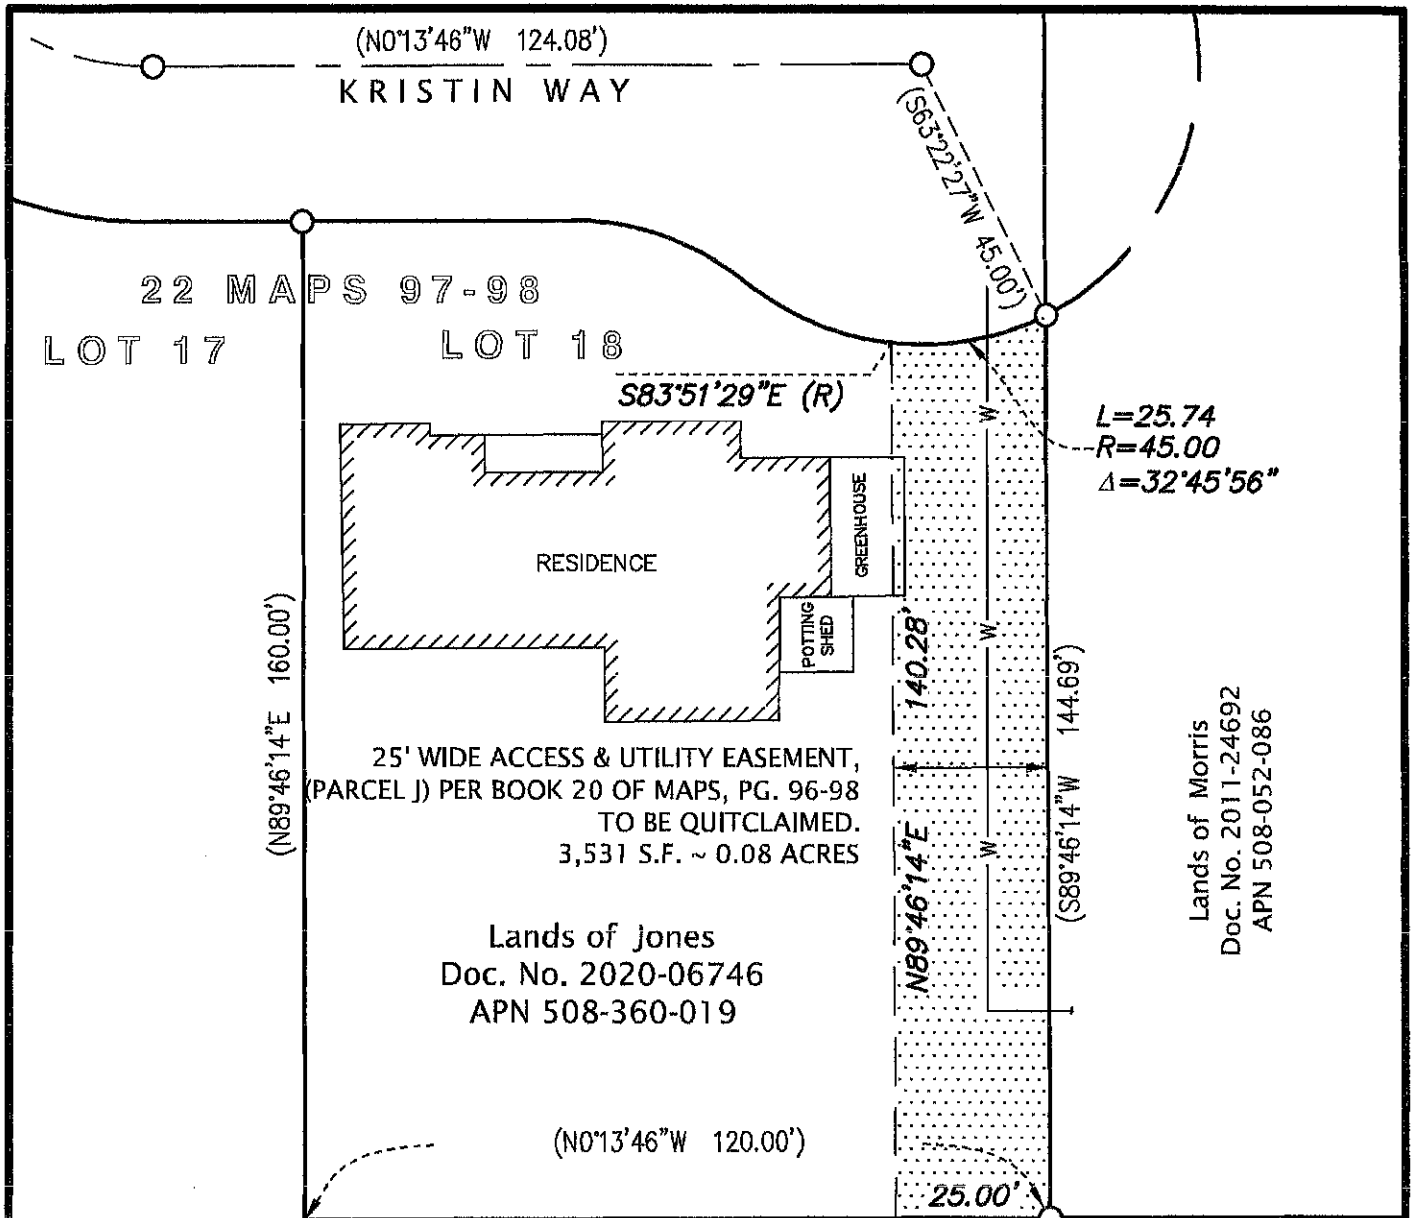 (N0°13'46"W 124.08')
KRISTIN WAY
(S63°22'27"W 45.00')
22 MAPS 97-98
LOT 17
LOT 18
S83°51'29"E (R)
L=25.74
R=45.00
Δ=32°45'56"
W
GREENHOUSE
RESIDENCE
POTTING
SHED
W
140.28'
N89°46'14"E
(N89°46'14"E 160.00')
(S89°46'14"W 144.69')
25' WIDE ACCESS & UTILITY EASEMENT,
(PARCEL J) PER BOOK 20 OF MAPS, PG. 96-98
TO BE QUITCLAIMED.
3,531 S.F. ~ 0.08 ACRES
W
Lands of Morris
Doc. No. 2011-24692
APN 508-052-086
Lands of Jones
Doc. No. 2020-06746
APN 508-360-019
(N0°13'46"W 120.00')
25.00'